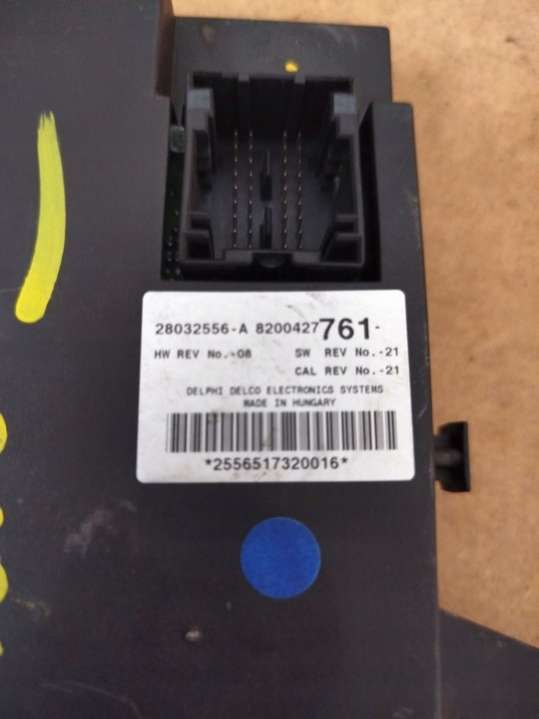 28032556-A 8200427761-
HW REV No.-08 SW REV No.-21
CAL REV No.-21
DELPHI DELCO ELECTRONICS SYSTEMS
MADE IN HUNGARY
*2556517320016*